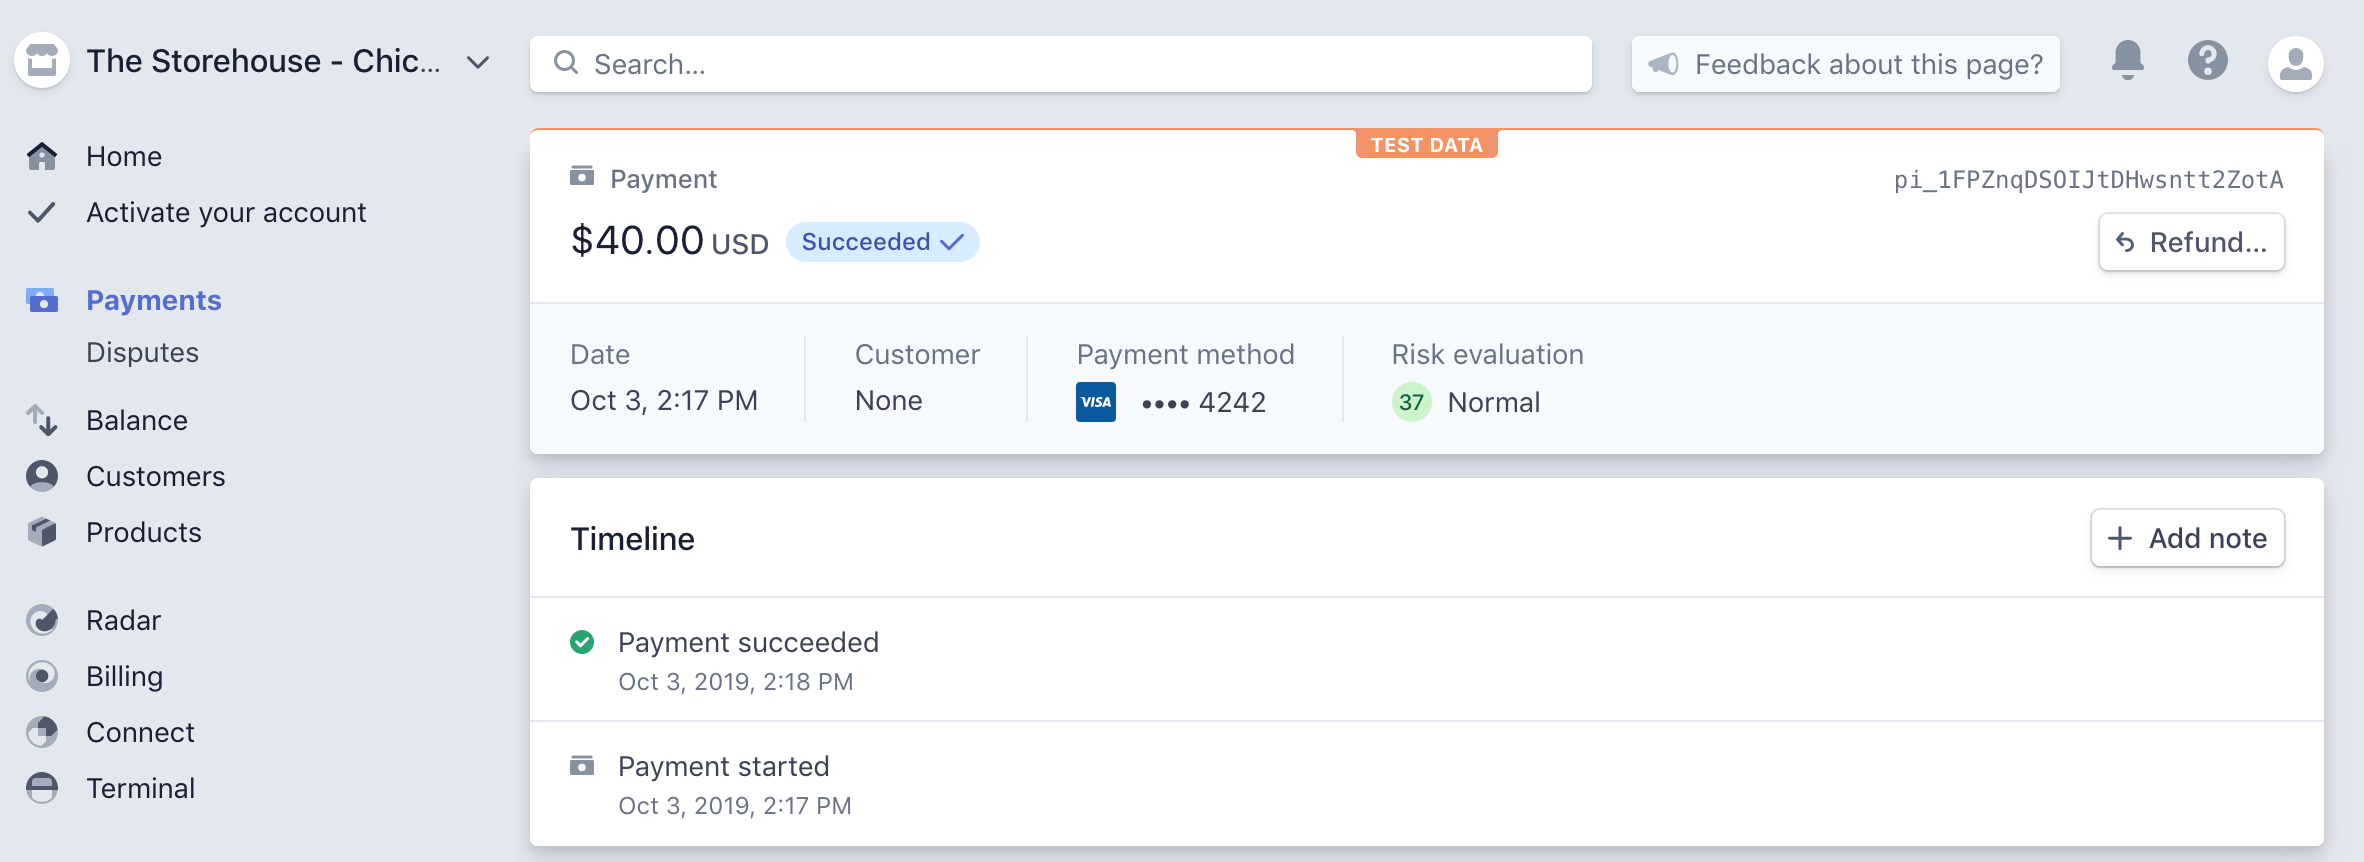 The Storehouse - Chic...
Search...
Feedback about this page?
Home
Activate your account
Payments
Disputes
Balance
Customers
Products
Radar
Billing
Connect
Terminal
TEST DATA
Payment
pi_1FPZnqDSOIJtDHwsntt2ZotA
$40.00 USD Succeeded
Refund...
Date
Oct 3, 2:17 PM
Customer
None
Payment method
VISA •••• 4242
Risk evaluation
37 Normal
Timeline
Add note
Payment succeeded
Oct 3, 2019, 2:18 PM
Payment started
Oct 3, 2019, 2:17 PM